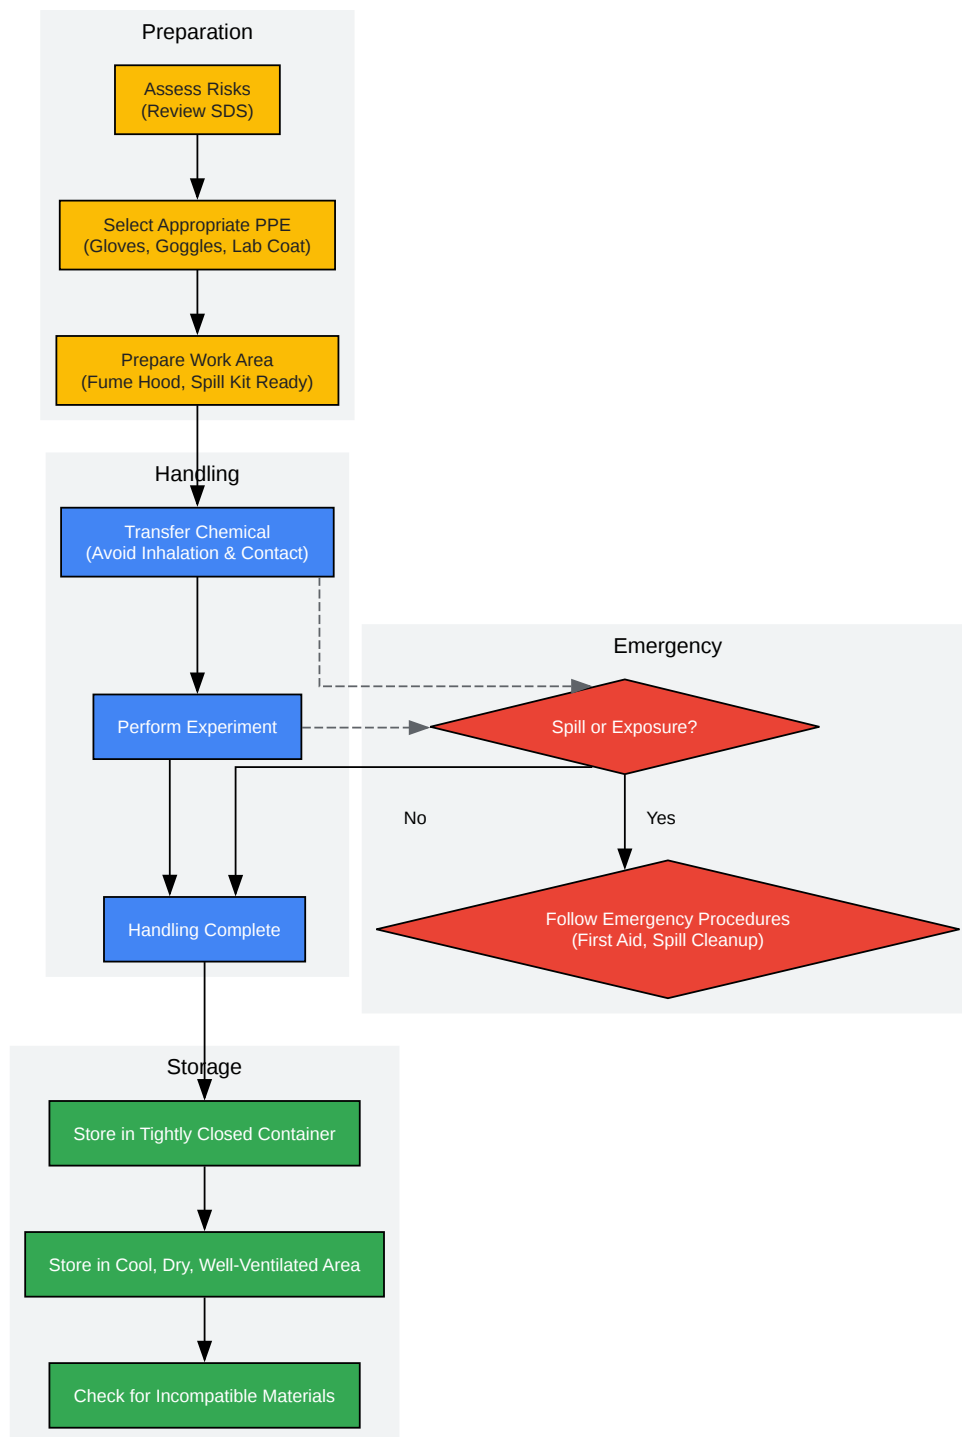 Preparation
Assess Risks
(Review SDS)
Select Appropriate PPE
(Gloves, Goggles, Lab Coat)
Prepare Work Area
(Fume Hood, Spill Kit Ready)
Handling
Transfer Chemical
(Avoid Inhalation & Contact)
Emergency
Perform Experiment
Spill or Exposure?
No
Yes
Handling Complete
Follow Emergency Procedures
(First Aid, Spill Cleanup)
Storage
Store in Tightly Closed Container
Store in Cool, Dry, Well-Ventilated Area
Check for Incompatible Materials